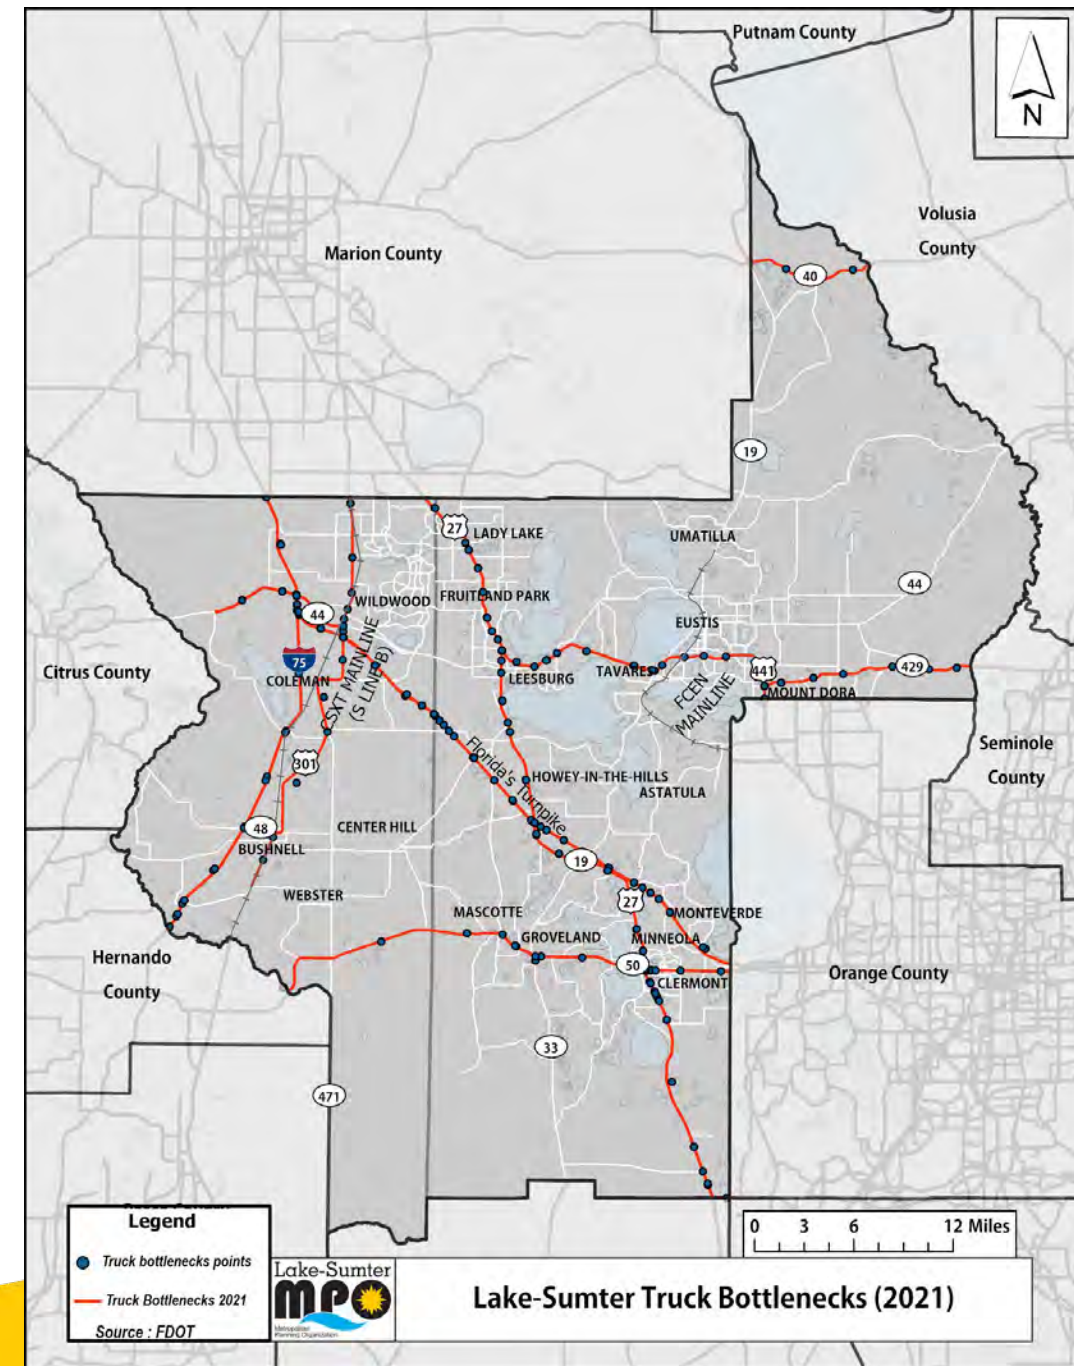 Putnam County
N
Volusia
County
Marion County
40
19
27
LADY LAKE
UMATILLA
44
FRUITLAND PARK
WILDWOOD
44
EUSTIS
75
Citrus County
COLEMAN
SXT MAINLINE
(S LINE B)
LEESBURG
TAVARES
441
429
FCEN
MAINLINE
MOUNT DORA
Seminole
County
301
Florida's Turnpike
HOWEY-IN-THE-HILLS
ASTATULA
48
CENTER HILL
BUSHNELL
19
WEBSTER
27
MASCOTTE
MONTEVERDE
GROVELAND
MINNEOLA
Hernando
County
50
CLERMONT
Orange County
33
471
Legend
Truck bottlenecks points
Truck Bottlenecks 2021
Source : FDOT
0 3 6 12 Miles
Lake-Sumter
MPO
Metropolitan
Planning Organization
Lake-Sumter Truck Bottlenecks (2021)